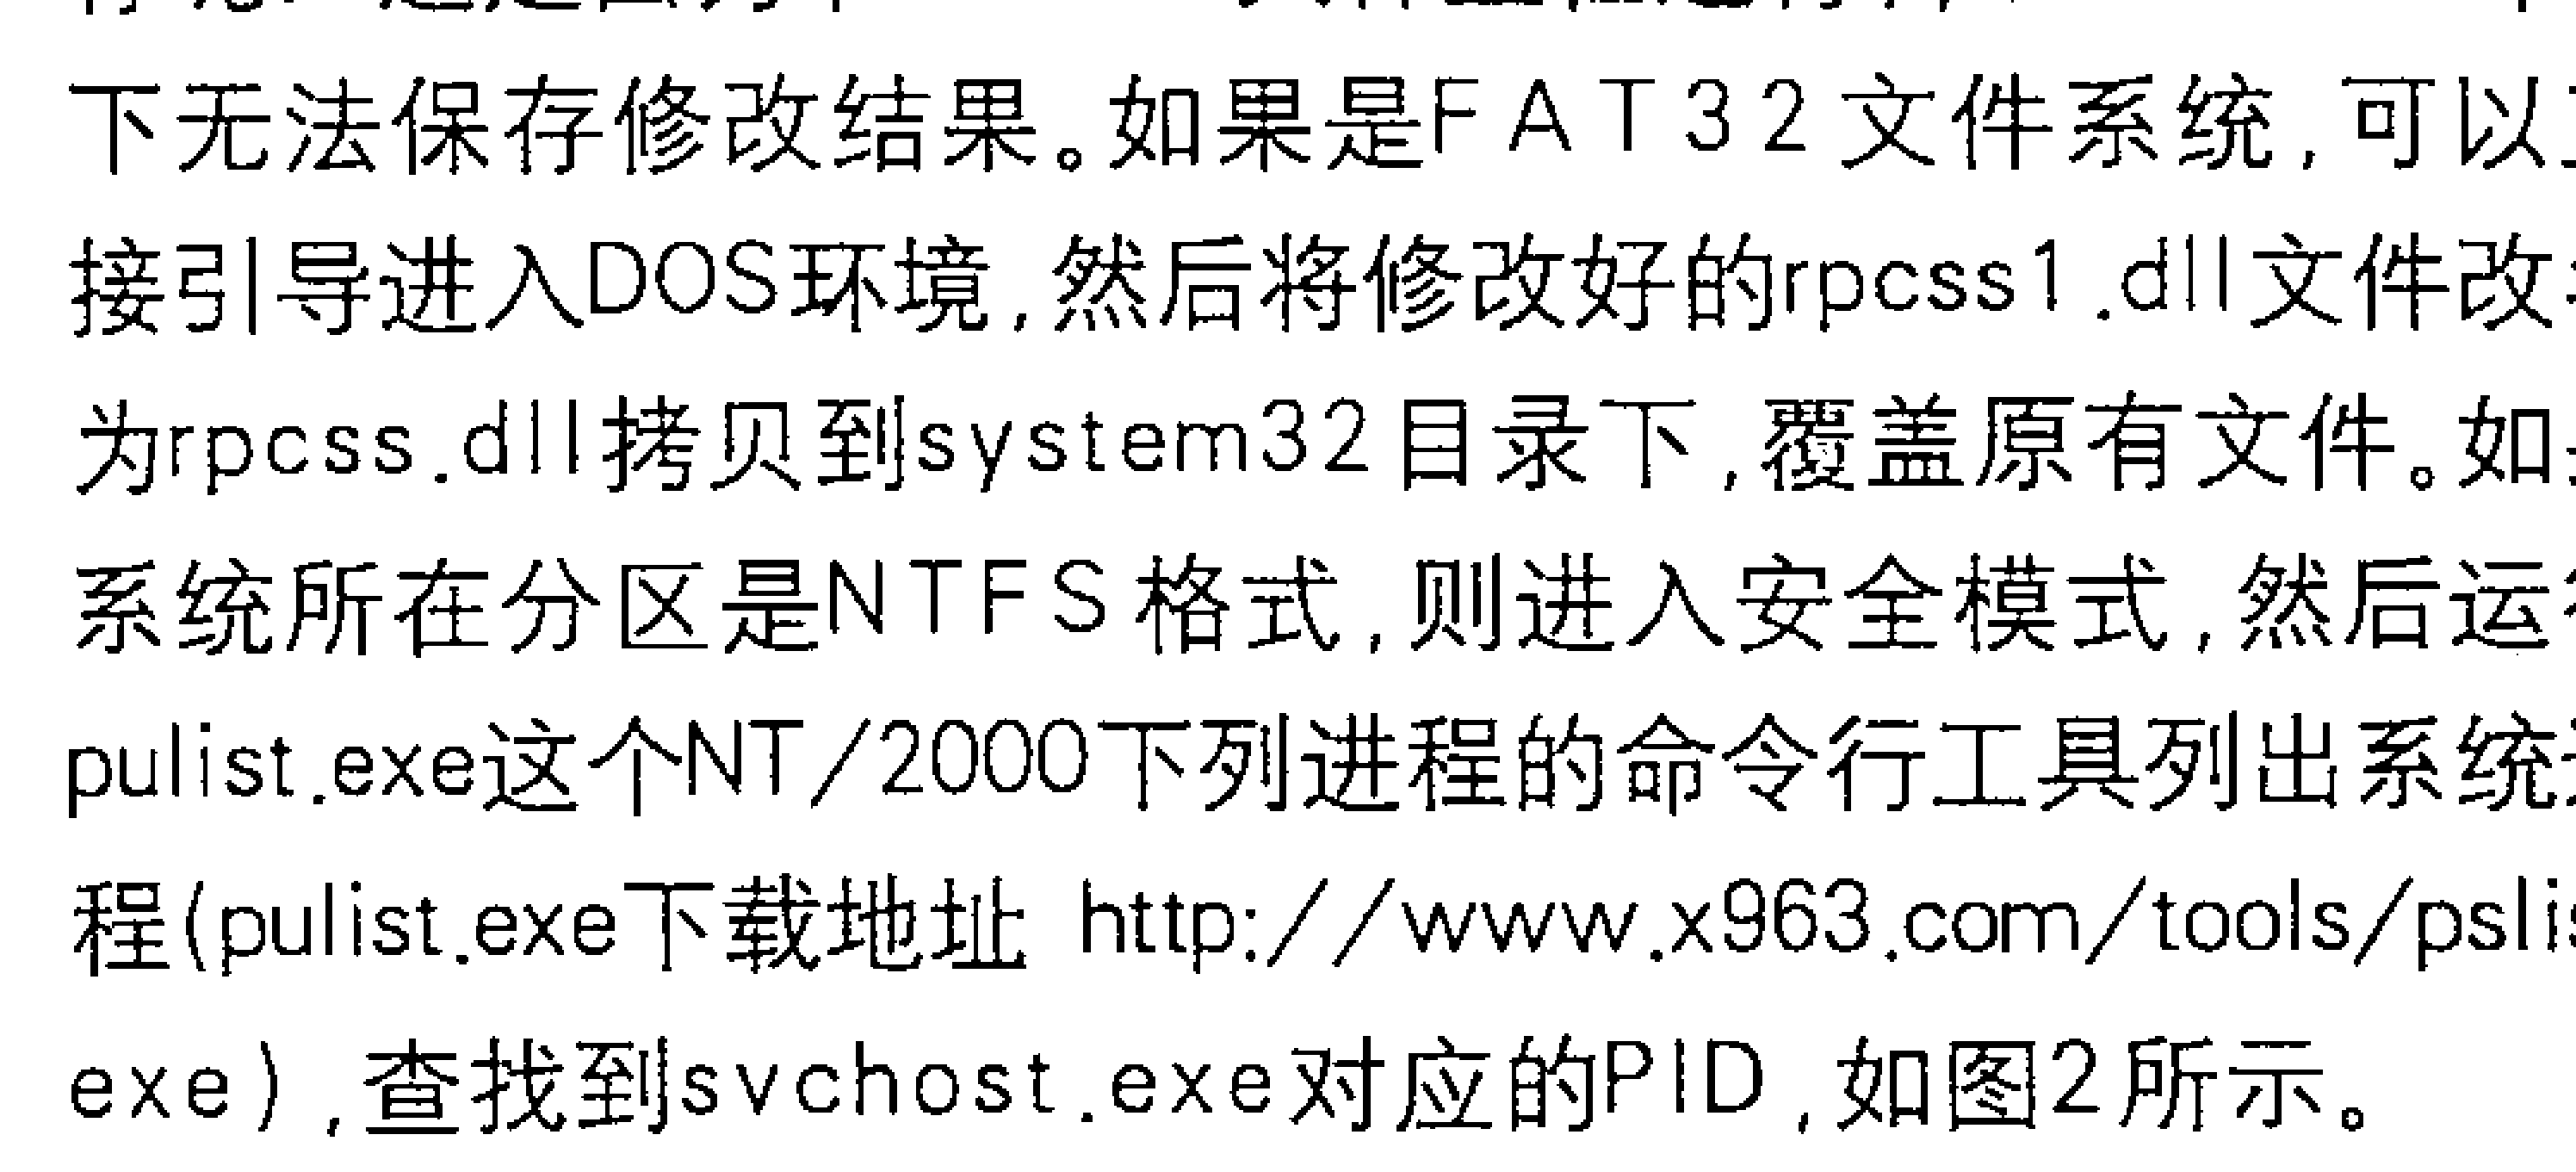 下无法保存修改结果。如果是FAT32文件系统,可以
接引导进入DOS环境,然后将修改好的rpcss1.dll文件改
为rpcss.dll拷贝到system32目录下,覆盖原有文件。如
系统所在分区是NTFS格式,则进入安全模式,然后运
pulist.exe这个NT/2000下列进程的命令行工具列出系统
程(pulist.exe下载地址 http://www.x963.com/tools/pslis
exe),查找到svchost.exe对应的PID,如图2所示。